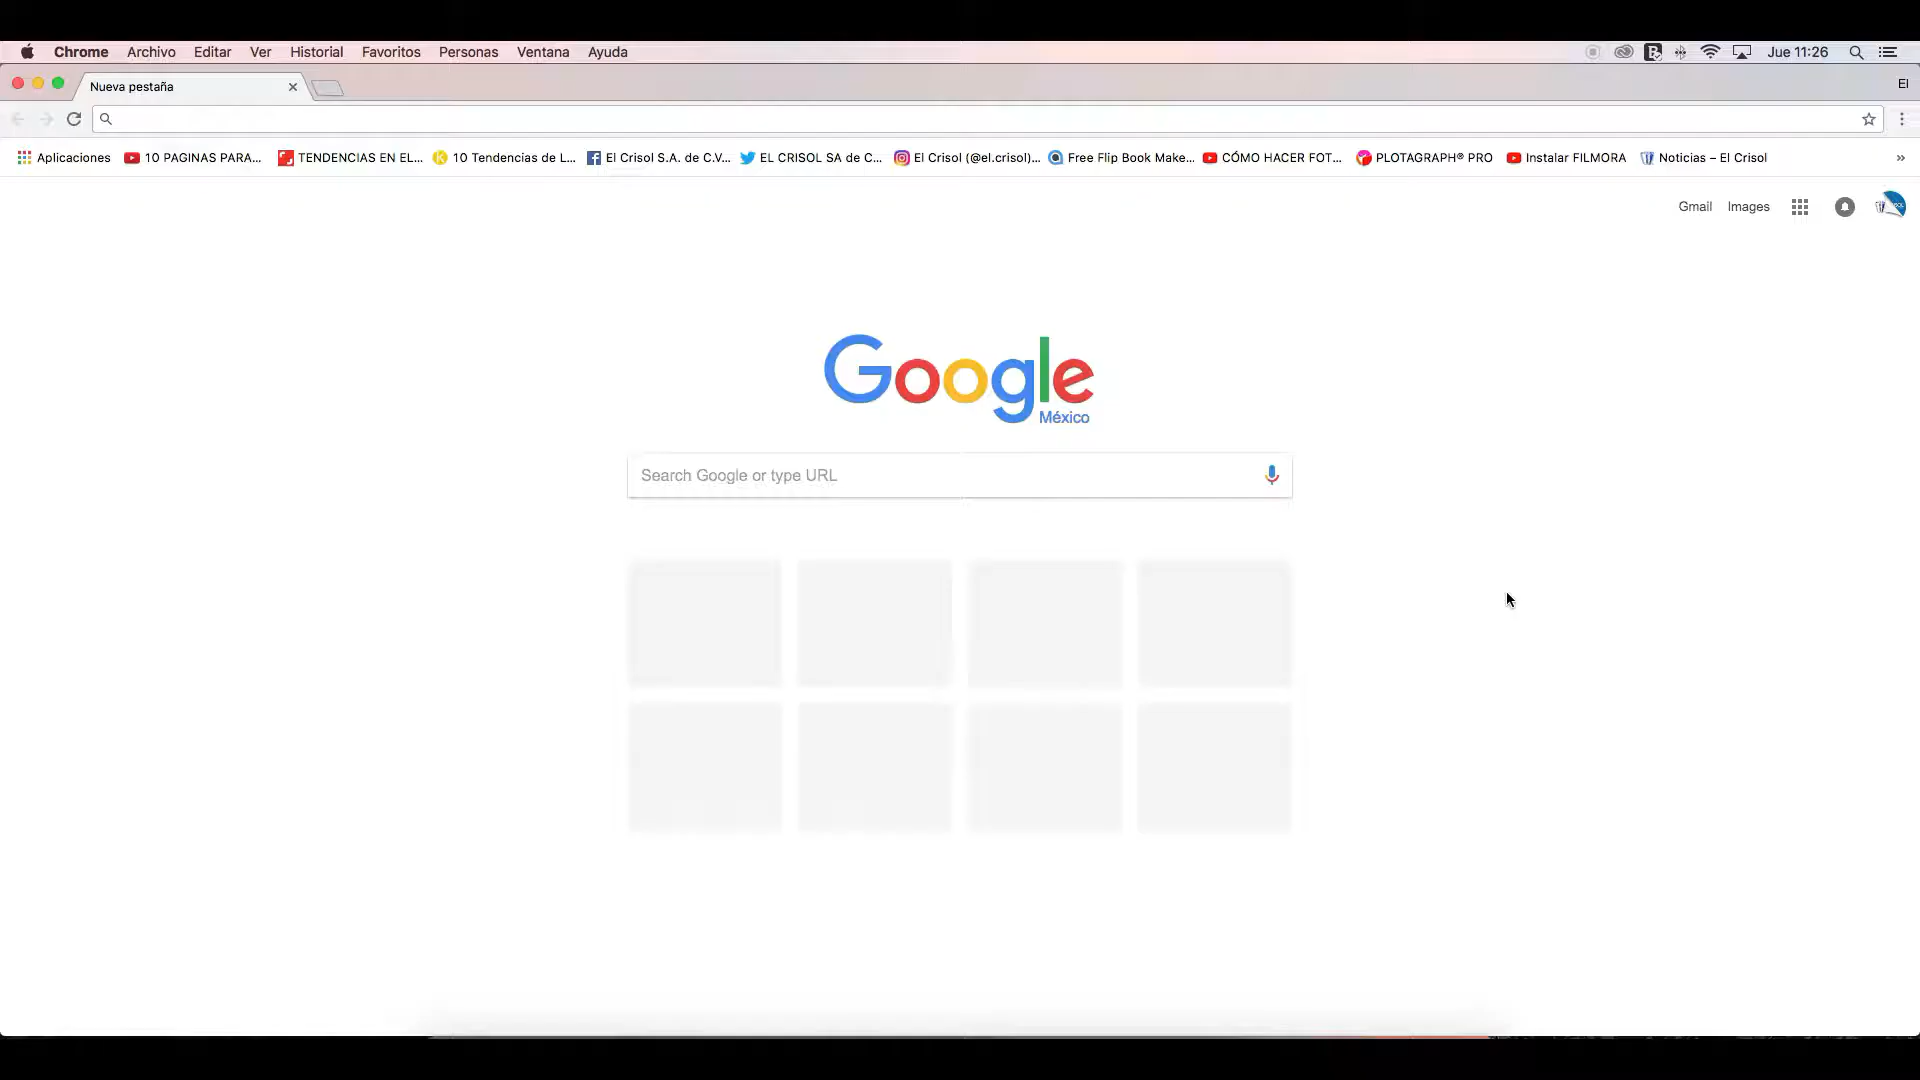 Chrome Archivo Editar Ver Historial Favoritos Personas Ventana Ayuda Jue 11:26
Nueva pestaña El
Aplicaciones 10 PAGINAS PARA... TENDENCIAS EN EL... 10 Tendencias de L... El Crisol S.A. de C.V... EL CRISOL SA de C... El Crisol (@el.crisol)... Free Flip Book Make... CÓMO HACER FOT... PLOTAGRAPH® PRO Instalar FILMORA Noticias – El Crisol »
Gmail Images
Google
México
Search Google or type URL